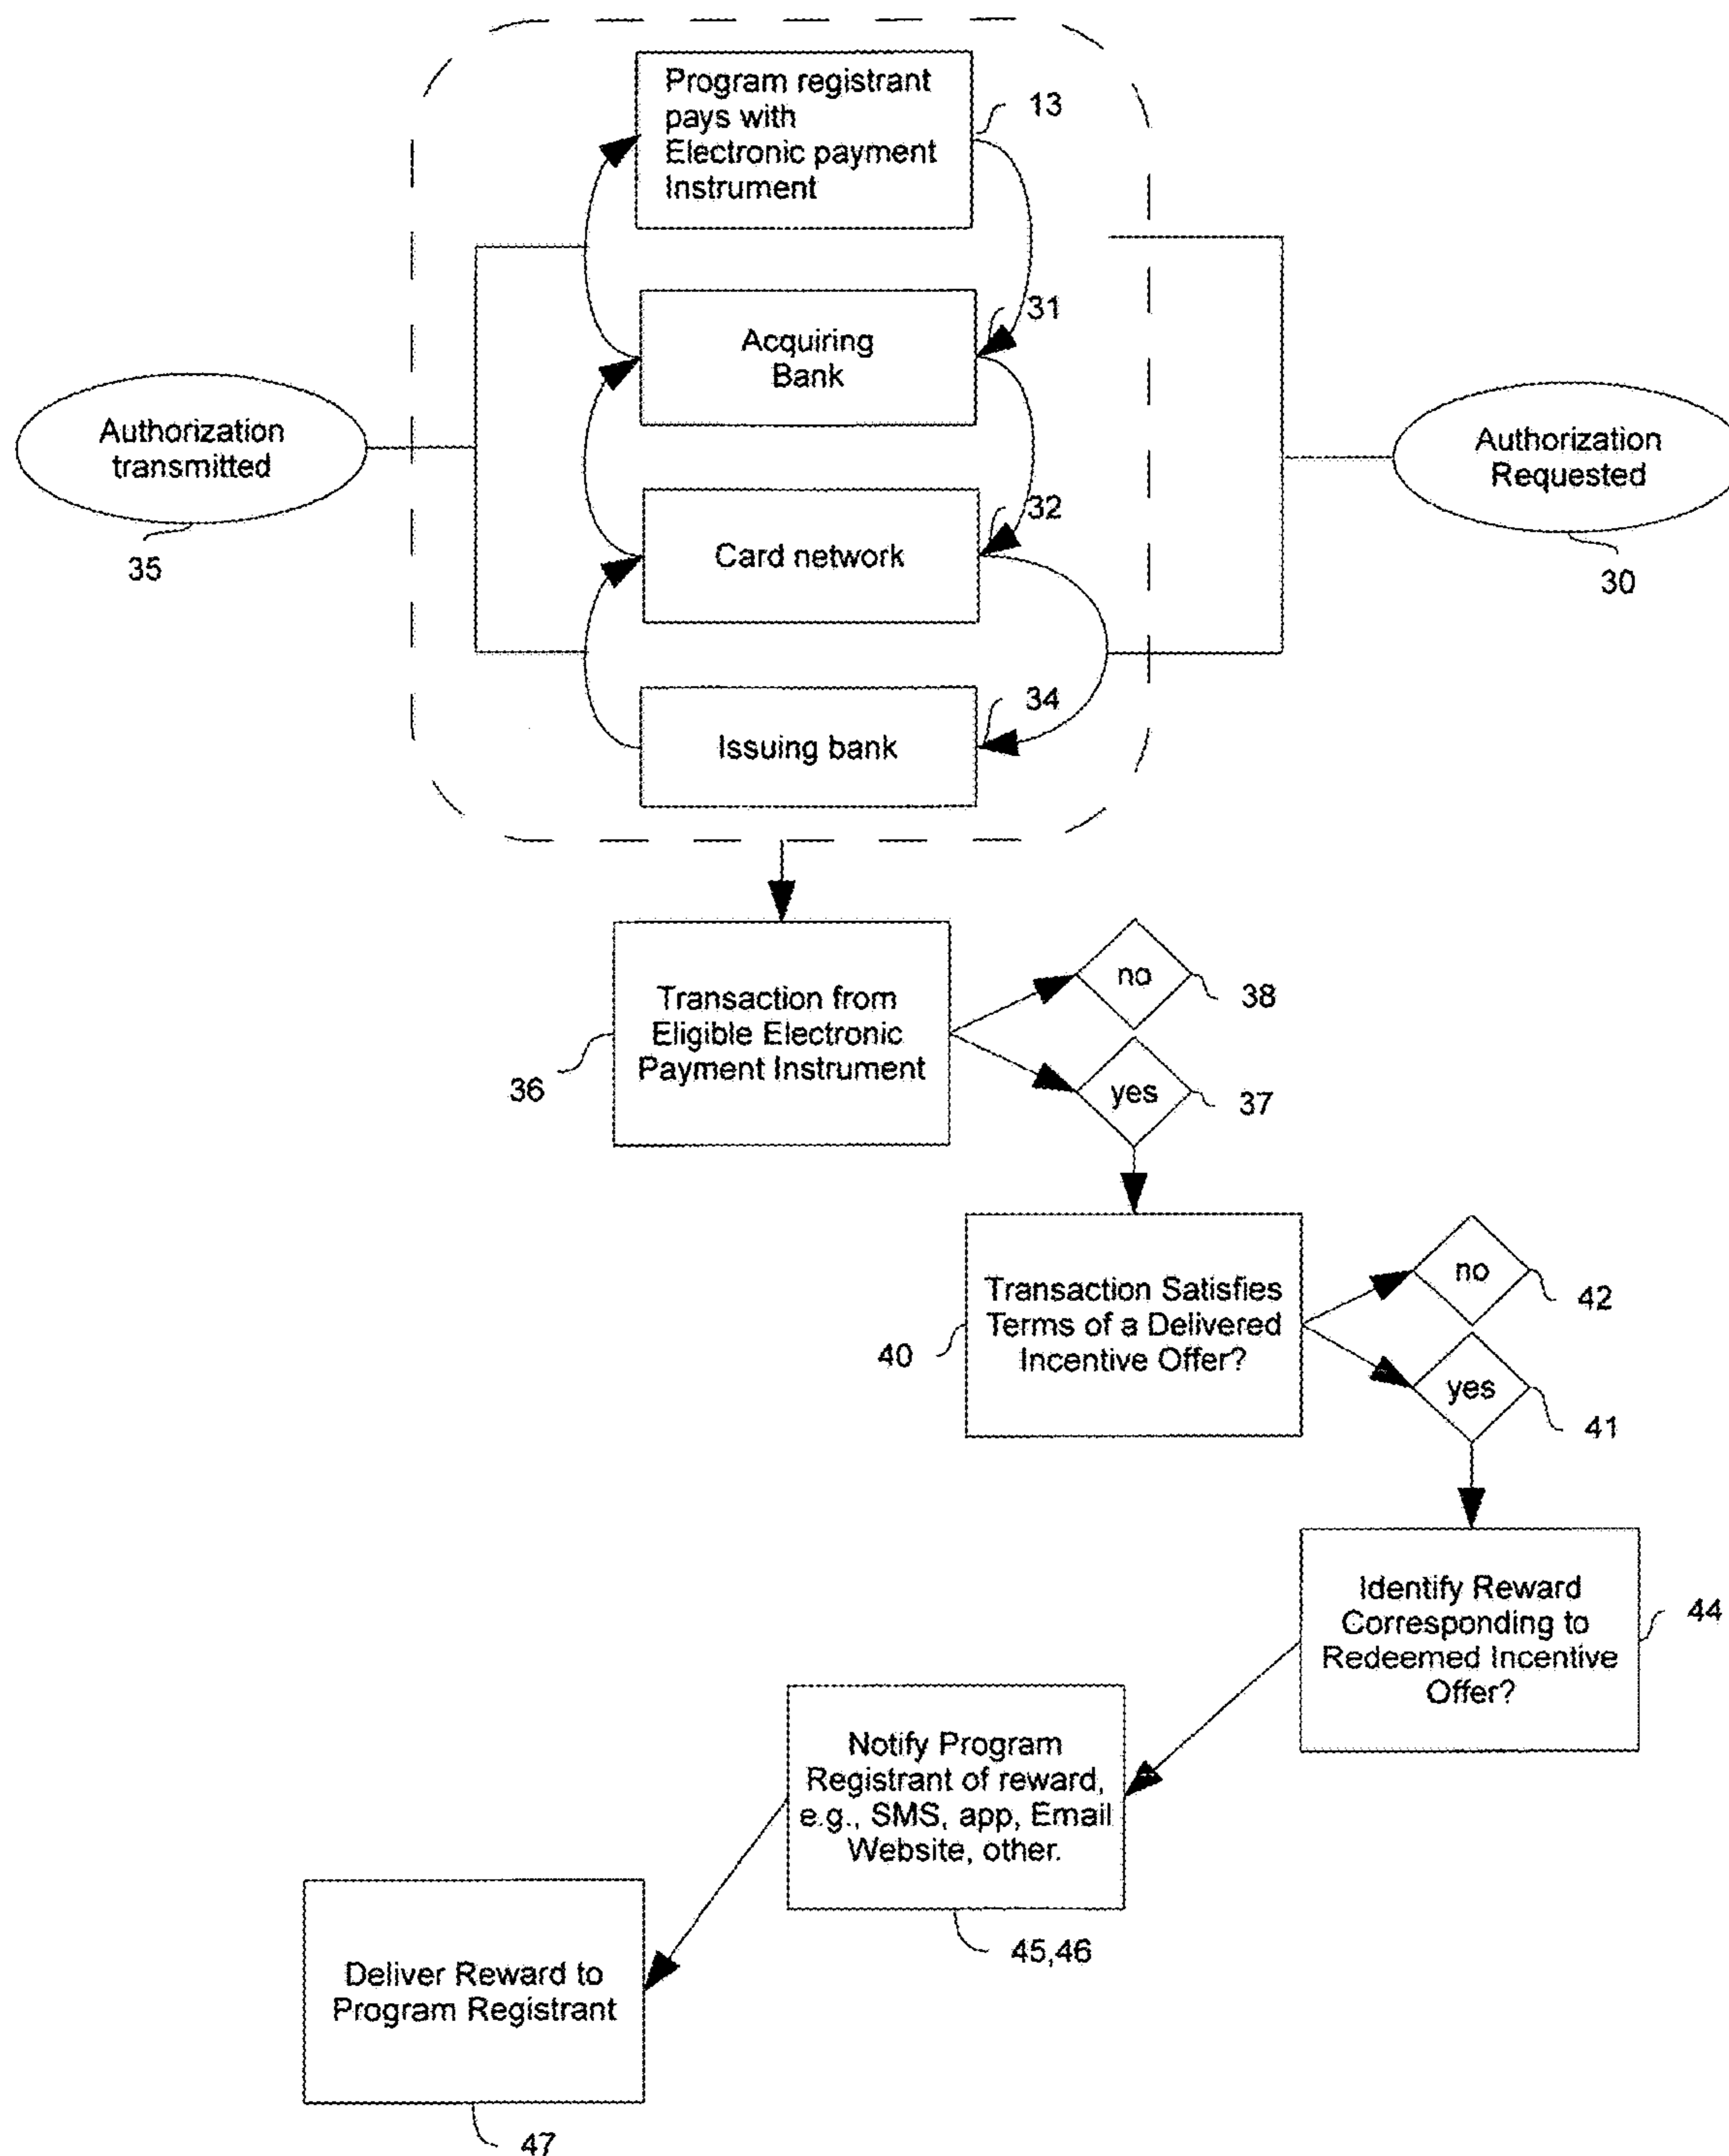 Program registrant
pays with
Electronic payment
Instrument
13
Acquiring
Bank
31
Authorization
transmitted
35
Authorization
Requested
30
Card network
32
Issuing bank
34
Transaction from
Eligible Electronic
Payment Instrument
36
no
38
yes
37
Transaction Satisfies
Terms of a Delivered
Incentive Offer?
40
no
42
yes
41
Identify Reward
Corresponding to
Redeemed Incentive
Offer?
44
Notify Program
Registrant of reward,
e.g., SMS, app, Email
Website, other.
45,46
Deliver Reward to
Program Registrant
47